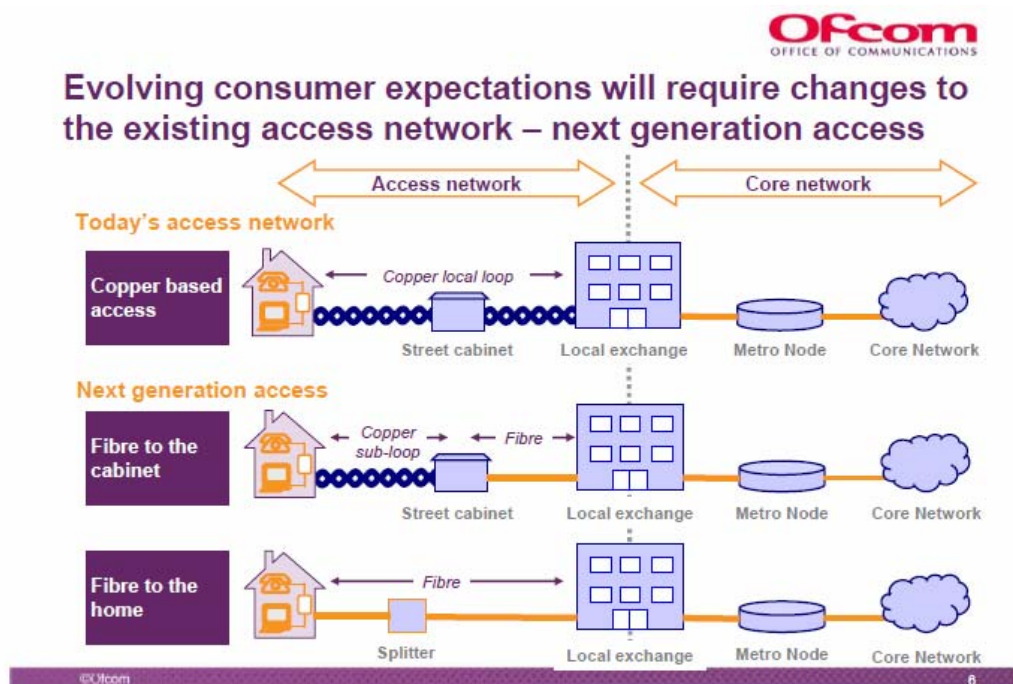 Ofcom
OFFICE OF COMMUNICATIONS
Evolving consumer expectations will require changes to
the existing access network – next generation access
Access network
Core network
Today's access network
Copper based
access
Copper local loop
Street cabinet
Local exchange
Metro Node
Core Network
Next generation access
Fibre to the
cabinet
Copper
sub-loop
Fibre
Street cabinet
Local exchange
Metro Node
Core Network
Fibre to the
home
Fibre
Splitter
Local exchange
Metro Node
Core Network
©Ofcom
6